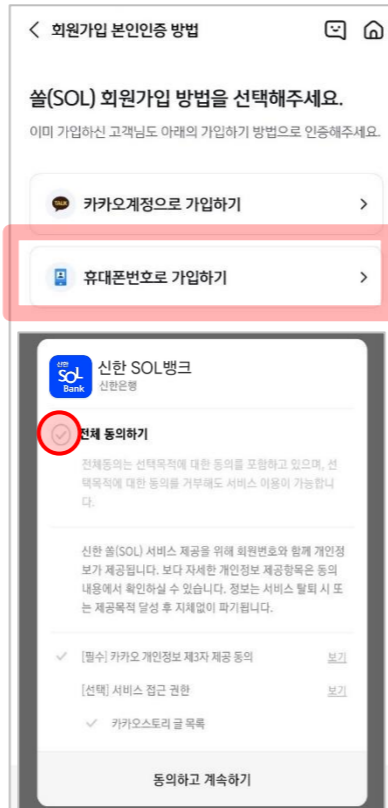 회원가입 본인인증 방법
쏠(SOL) 회원가입 방법을 선택해주세요.
이미 가입하신 고객님도 아래의 가입하기 방법으로 인증해주세요.
TALK
카카오계정으로 가입하기
휴대폰번호로 가입하기
신한
SOL
Bank
신한 SOL뱅크
신한은행
전체 동의하기
전체동의는 선택목적에 대한 동의를 포함하고 있으며, 선
택목적에 대한 동의를 거부해도 서비스 이용이 가능합니
다.
신한 쏠(SOL) 서비스 제공을 위해 회원번호와 함께 개인정
보가 제공됩니다. 보다 자세한 개인정보 제공항목은 동의
내용에서 확인하실 수 있습니다. 정보는 서비스 탈퇴 시 또
는 제공목적 달성 후 지체없이 파기됩니다.
[필수] 카카오 개인정보 제3자 제공 동의 보기
[선택] 서비스 접근 권한 보기
카카오스토리 글 목록
동의하고 계속하기